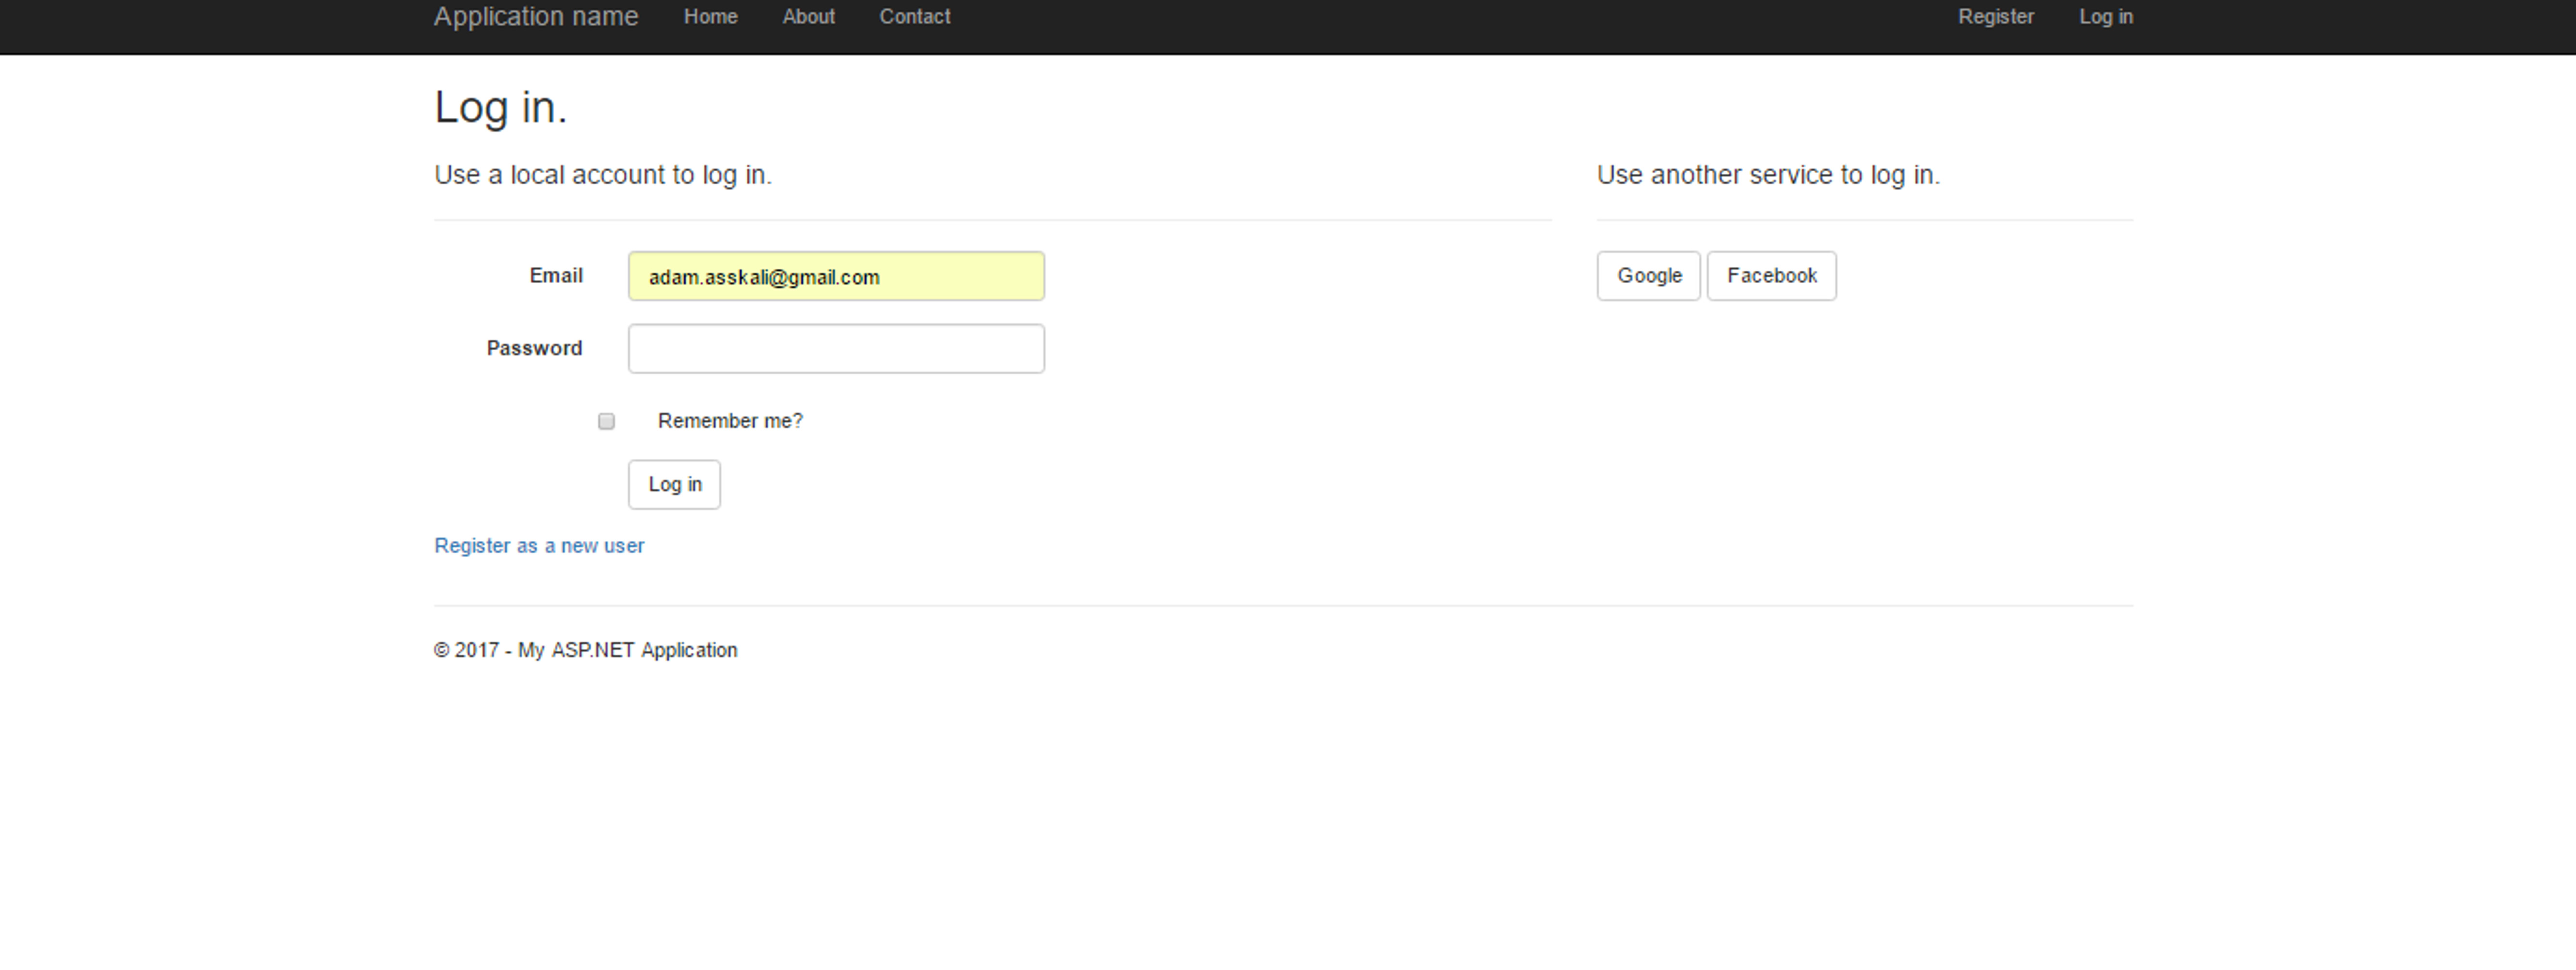 Application name Home About Contact Register Log in
Log in.
Use a local account to log in.
Email adam.asskali@gmail.com
Password
Remember me?
Log in
Register as a new user
Use another service to log in.
Google Facebook
© 2017 - My ASP.NET Application